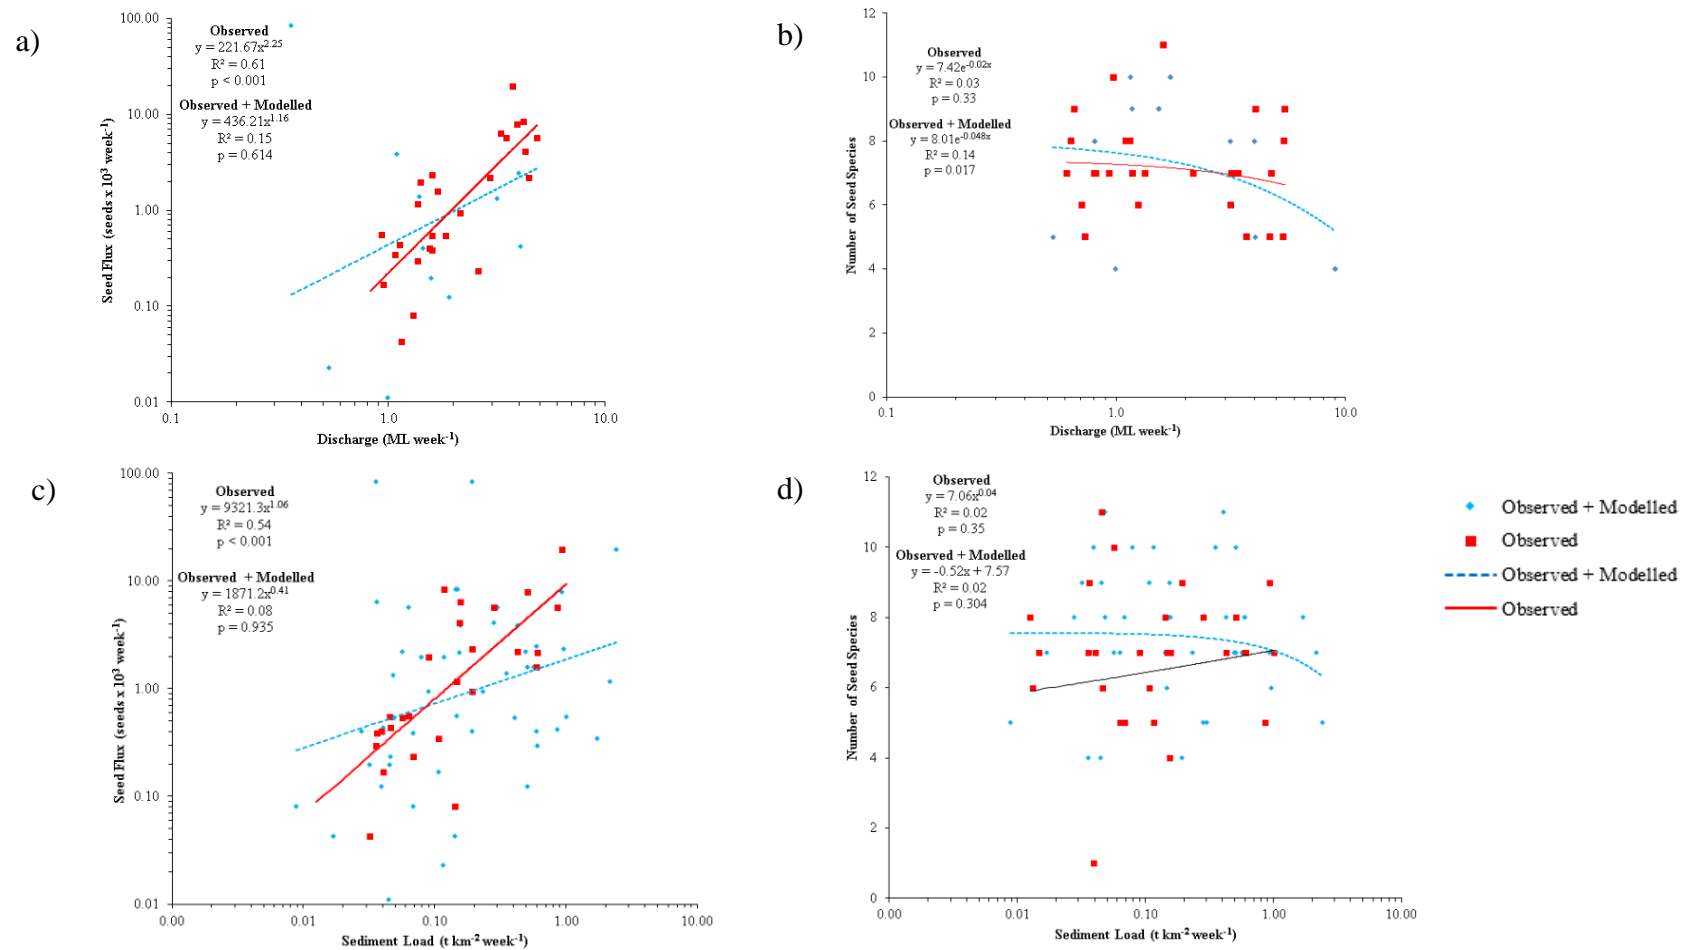 a)
Observed
y = 221.67x^2.25
R² = 0.61
p < 0.001
Observed + Modelled
y = 436.21x^1.16
R² = 0.15
p = 0.614
100.00
10.00
1.00
0.10
0.01
Seed Flux (seeds x 10³ week⁻¹)
0.1
1.0
10.0
Discharge (ML week⁻¹)
b)
Observed
y = 7.42e^-0.02x
R² = 0.03
p = 0.33
Observed + Modelled
y = 8.01e^-0.048x
R² = 0.14
p = 0.017
12
10
8
6
4
2
0
Number of Seed Species
0.1
1.0
10.0
Discharge (ML week⁻¹)
c)
Observed
y = 9321.3x^1.06
R² = 0.54
p < 0.001
Observed + Modelled
y = 1871.2x^0.41
R² = 0.08
p = 0.935
100.00
10.00
1.00
0.10
0.01
Seed Flux (seeds x 10³ week⁻¹)
0.00
0.01
0.10
1.00
10.00
Sediment Load (t km⁻² week⁻¹)
d)
Observed
y = 7.06x^0.04
R² = 0.02
p = 0.35
Observed + Modelled
y = -0.52x + 7.57
R² = 0.02
p = 0.304
12
10
8
6
4
2
0
Number of Seed Species
0.00
0.01
0.10
1.00
10.00
Sediment Load (t km⁻² week⁻¹)
Observed + Modelled
Observed
Observed + Modelled
Observed